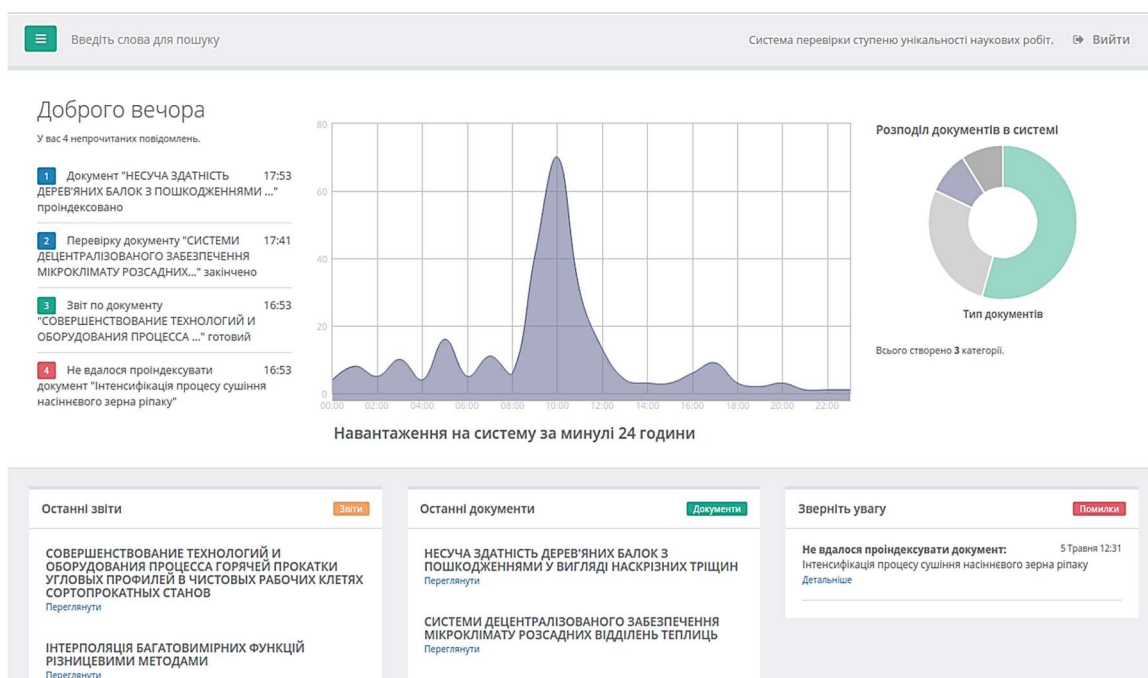 Введіть слова для пошуку
Система перевірки ступеню унікальності наукових робіт.
Вийти
Доброго вечора
У вас 4 непрочитаних повідомлень.
1 Документ "НЕСУЧА ЗДАТНІСТЬ 17:53
ДЕРЕВ'ЯНИХ БАЛОК З ПОШКОДЖЕННЯМИ ..."
проіндексовано
2 Перевірку документу "СИСТЕМИ 17:41
ДЕЦЕНТРАЛІЗОВАНОГО ЗАБЕЗПЕЧЕННЯ
МІКРОКЛІМАТУ РОЗСАДНИХ..." закінчено
3 Звіт по документу 16:53
"СОВЕРШЕНСТВОВАНИЕ ТЕХНОЛОГИЙ И
ОБОРУДОВАНИЯ ПРОЦЕССА ..." готовий
4 Не вдалося проіндексувати 16:53
документ "Інтенсифікація процесу сушіння
насіннєвого зерна ріпаку"
80
60
40
20
0
00:00 02:00 04:00 06:00 08:00 10:00 12:00 14:00 16:00 18:00 20:00 22:00
Навантаження на систему за минулі 24 години
Розподіл документів в системі
Тип документів
Всього створено 3 категорії.
Останні звіти
Звіти
СОВЕРШЕНСТВОВАНИЕ ТЕХНОЛОГИЙ И
ОБОРУДОВАНИЯ ПРОЦЕССА ГОРЯЧЕЙ ПРОКАТКИ
УГЛОВЫХ ПРОФИЛЕЙ В ЧИСТОВЫХ РАБОЧИХ КЛЕТЯХ
СОРТОПРОКАТНЫХ СТАНОВ
Переглянути
ІНТЕРПОЛЯЦІЯ БАГАТОВИМІРНИХ ФУНКЦІЙ
РІЗНИЦЕВИМИ МЕТОДАМИ
Переглянути
Останні документи
Документи
НЕСУЧА ЗДАТНІСТЬ ДЕРЕВ'ЯНИХ БАЛОК З
ПОШКОДЖЕННЯМИ У ВИГЛЯДІ НАСКРІЗНИХ ТРІЩИН
Переглянути
СИСТЕМИ ДЕЦЕНТРАЛІЗОВАНОГО ЗАБЕЗПЕЧЕННЯ
МІКРОКЛІМАТУ РОЗСАДНИХ ВІДДІЛЕНЬ ТЕПЛИЦЬ
Переглянути
Зверніть увагу
Помилки
Не вдалося проіндексувати документ: 5 Травня 12:31
Інтенсифікація процесу сушіння насіннєвого зерна ріпаку
Детальніше